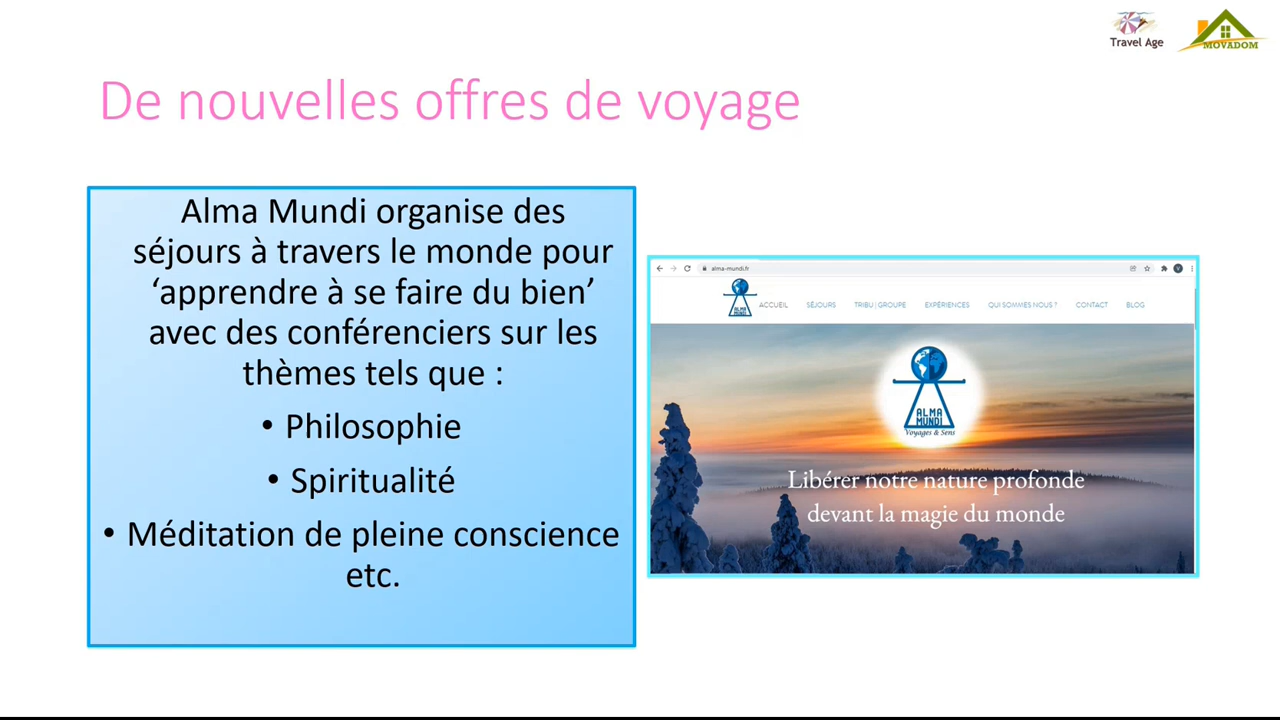 Travel Age
MOVADOM
De nouvelles offres de voyage
Alma Mundi organise des
séjours à travers le monde pour
‘apprendre à se faire du bien’
avec des conférenciers sur les
thèmes tels que :
• Philosophie
• Spiritualité
• Méditation de pleine conscience
etc.
alma-mundi.fr
ALMA
MUNDI
ACCUEIL
SÉJOURS
TRIBU | GROUPE
EXPÉRIENCES
QUI SOMMES NOUS ?
CONTACT
BLOG
ALMA
MUNDI
Voyages & Sens
Libérer notre nature profonde
devant la magie du monde